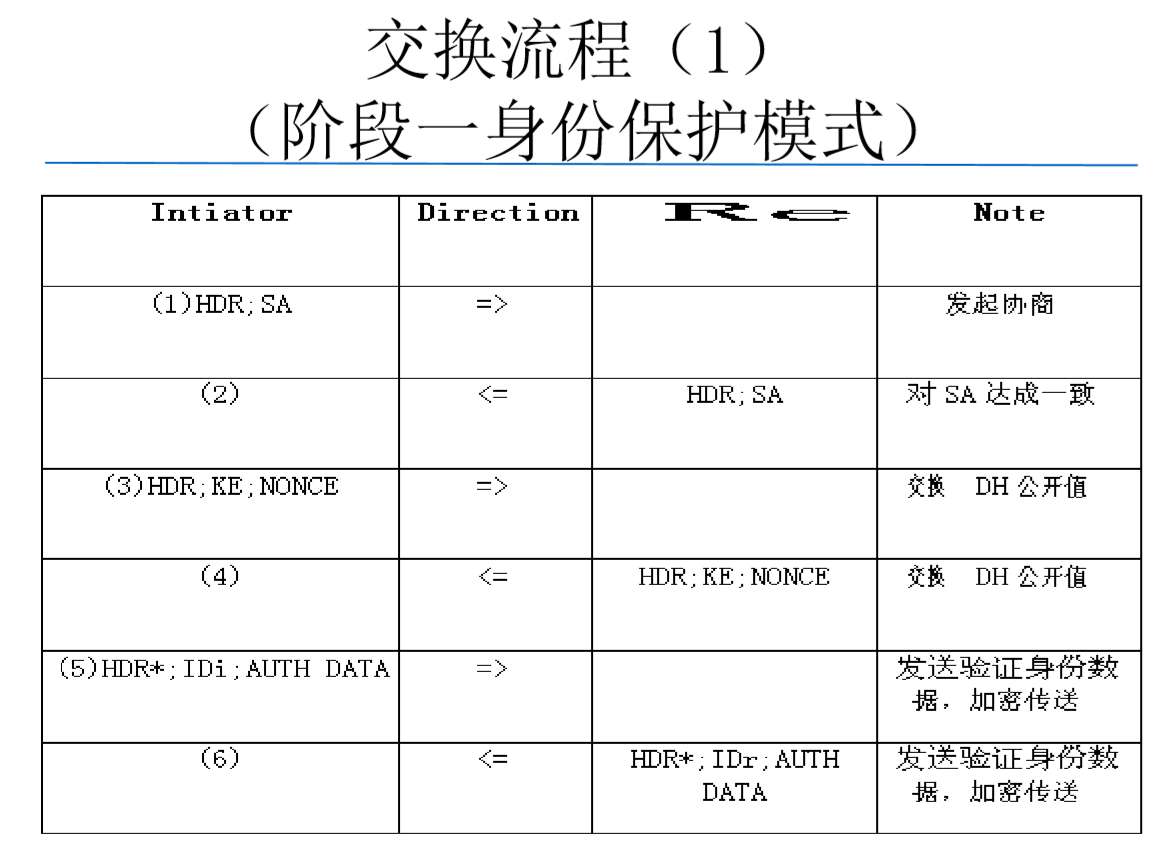 交换流程（1）
（阶段一身份保护模式）
Intiator Direction Re Note
(1)HDR;SA => 发起协商
(2) <= HDR;SA 对 SA 达成一致
(3)HDR;KE;NONCE => 交换 DH 公开值
(4) <= HDR;KE;NONCE 交换 DH 公开值
(5)HDR*;IDi;AUTH DATA => 发送验证身份数
据，加密传送
(6) <= HDR*;IDr;AUTH 发送验证身份数
DATA 据，加密传送